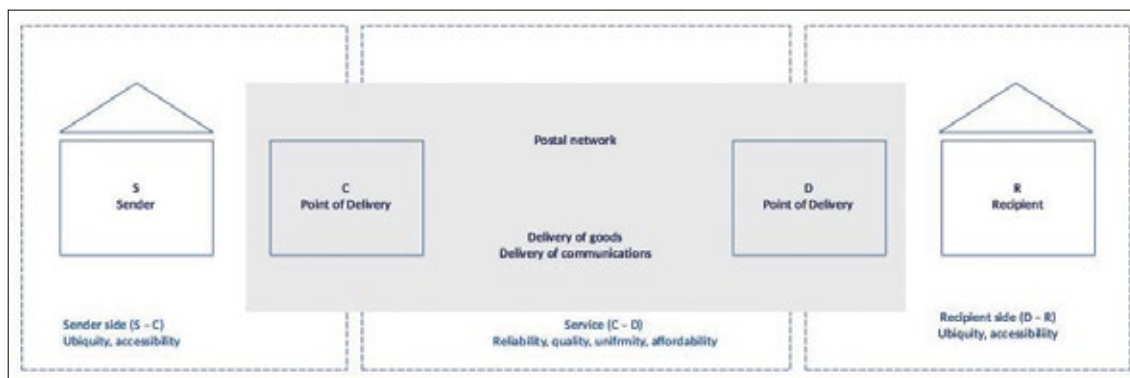 Postal network
S
Sender
C
Point of Delivery
D
Point of Delivery
R
Recipient
Delivery of goods
Delivery of communications
Sender side (S – C)
Ubiquity, accessibility
Service (C – D)
Reliability, quality, unifrmity, affordability
Recipient side (D – R)
Ubiquity, accessibility